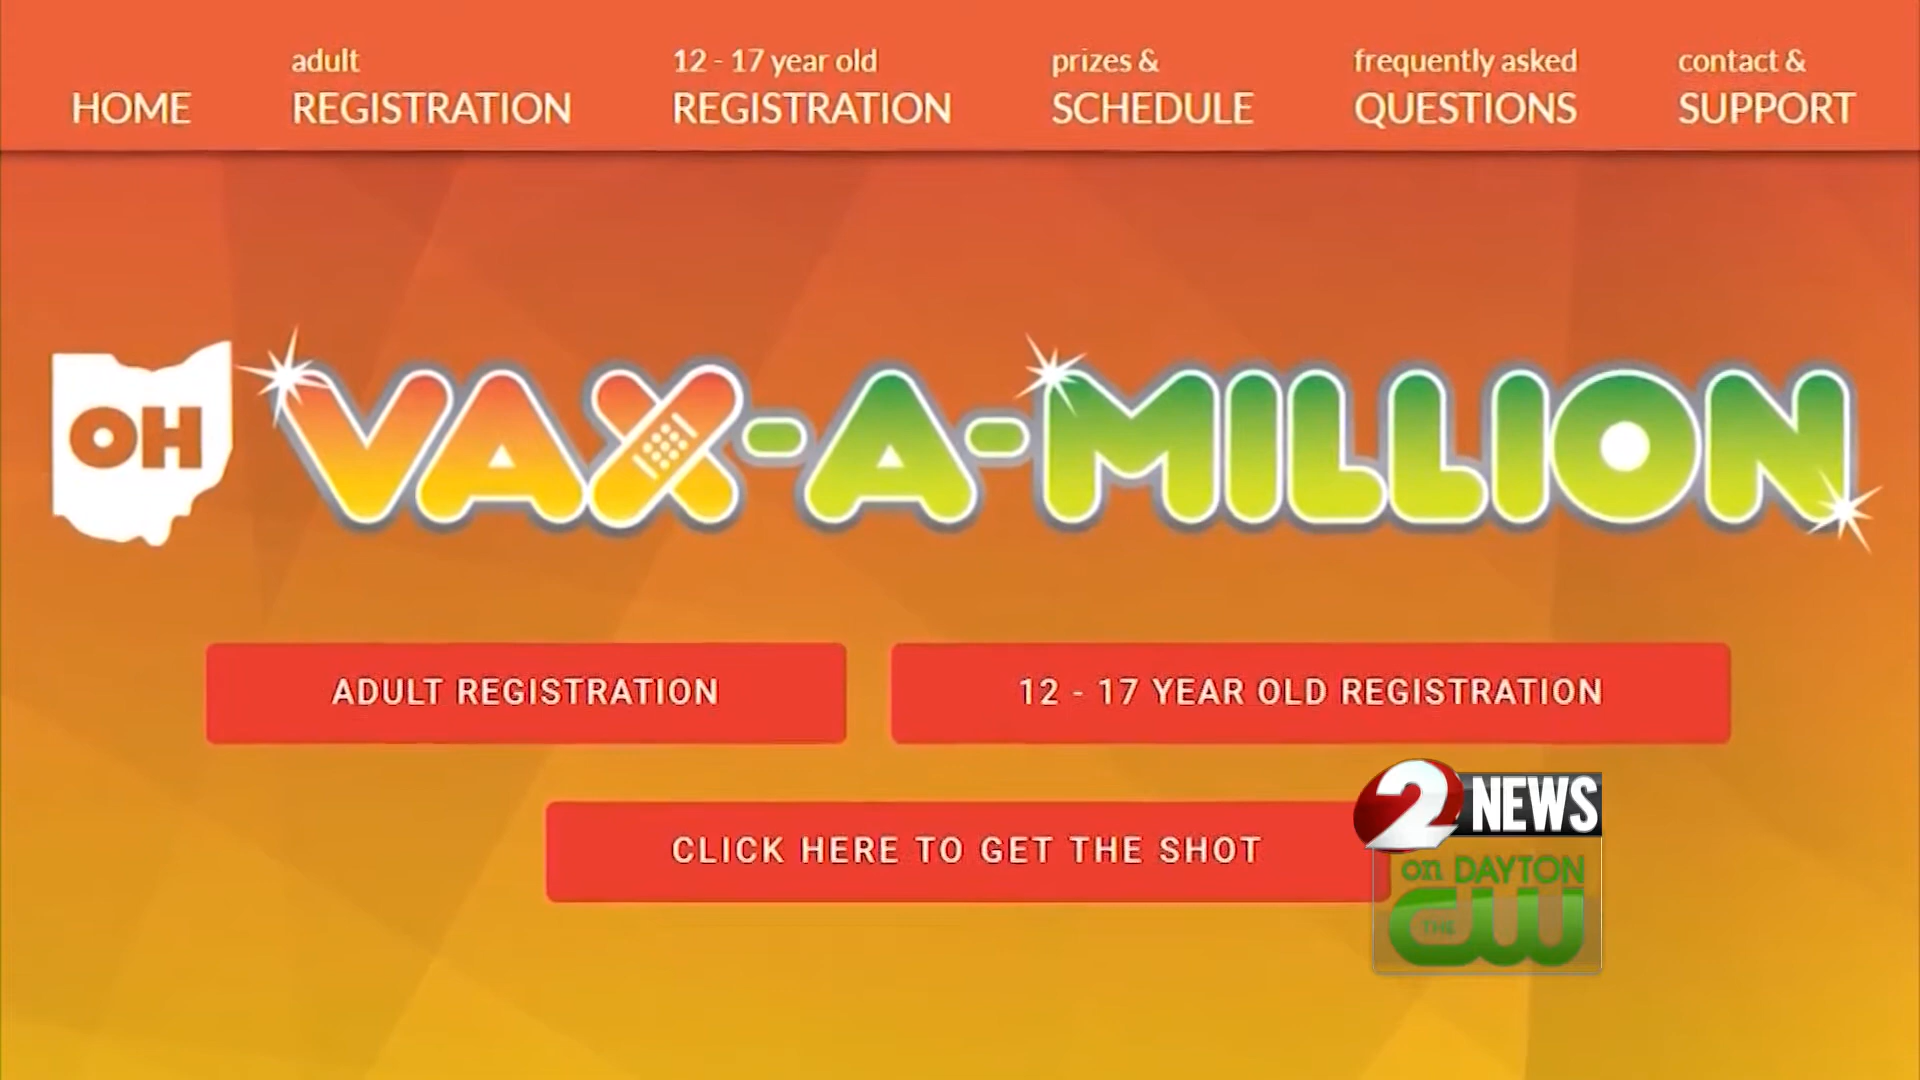 adult
12 - 17 year old
prizes &
frequently asked
contact &
HOME
REGISTRATION
REGISTRATION
SCHEDULE
QUESTIONS
SUPPORT
OH
VAX-A-MILLION
ADULT REGISTRATION
12 - 17 YEAR OLD REGISTRATION
CLICK HERE TO GET THE SHOT
2 NEWS
on DAYTON
THE CW